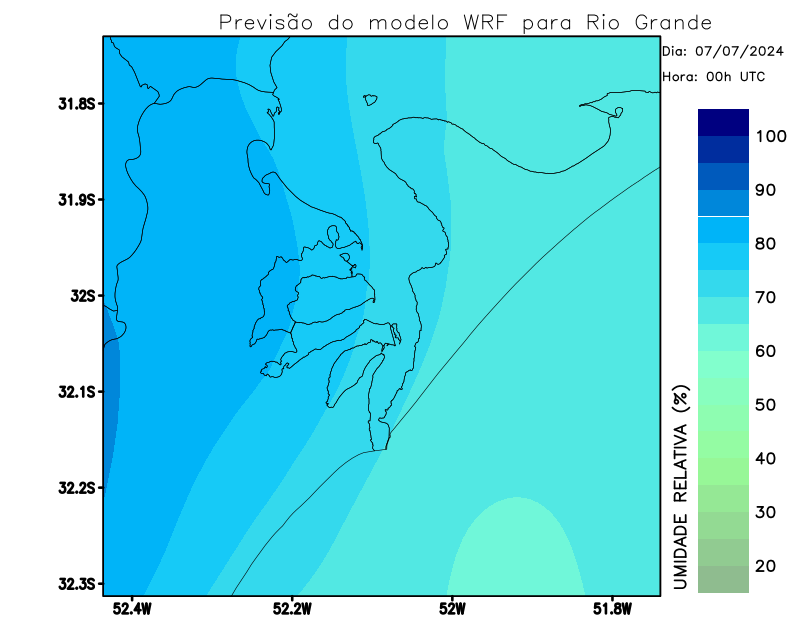 Previsão do modelo WRF para Rio Grande
Dia: 07/07/2024
Hora: 00h UTC
31.8S
31.9S
32S
32.1S
32.2S
32.3S
52.4W
52.2W
52W
51.8W
100
90
80
70
60
50
40
30
20
UMIDADE RELATIVA (%)